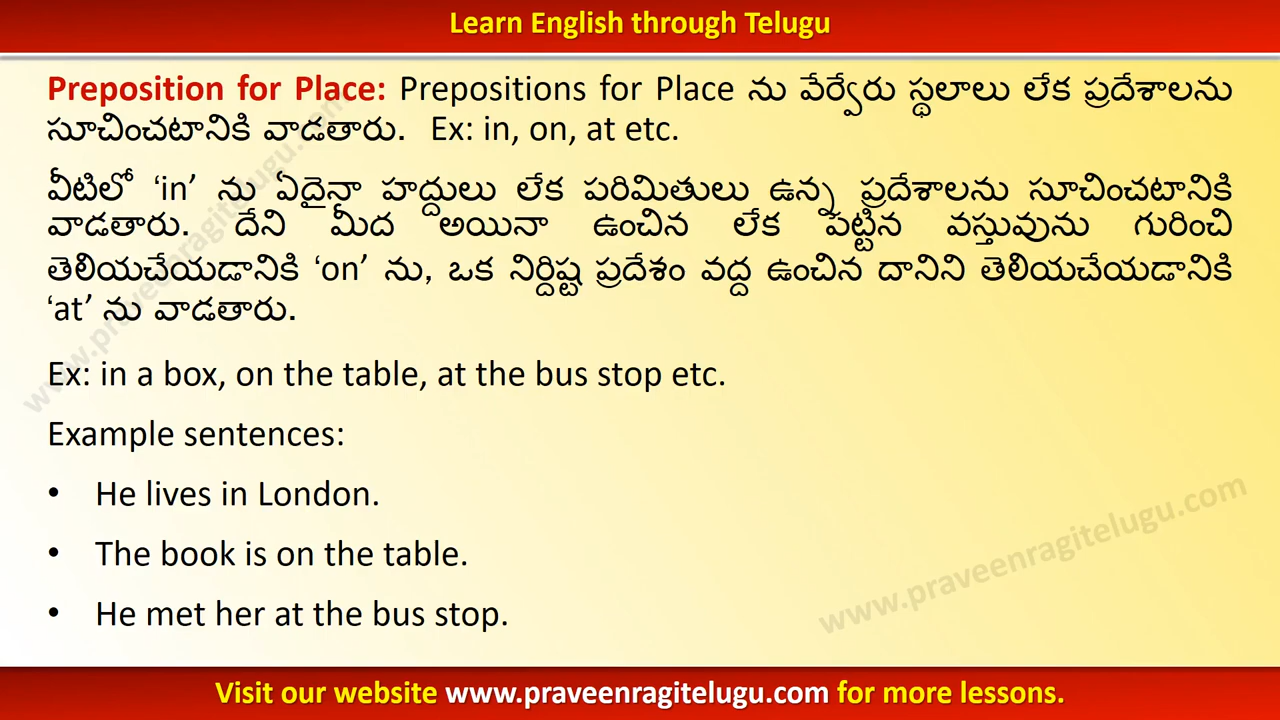 Learn English through Telugu
Preposition for Place: Prepositions for Place ను వేర్వేరు స్థలాలు లేక ప్రదేశాలను
సూచించటానికి వాడతారు. Ex: in, on, at etc.
వీటిలో ‘in’ ను ఏదైనా హద్దులు లేక పరిమితులు ఉన్న ప్రదేశాలను సూచించటానికి
వాడతారు. దేని మీద అయినా ఉంచిన లేక పట్టిన వస్తువును గురించి
తెలియచేయడానికి ‘on’ ను, ఒక నిర్దిష్ట ప్రదేశం వద్ద ఉంచిన దానిని తెలియచేయడానికి
‘at’ ను వాడతారు.
Ex: in a box, on the table, at the bus stop etc.
Example sentences:
• He lives in London.
• The book is on the table.
• He met her at the bus stop.
www.praveenragitelugu.com
www.praveenragitelugu.com
Visit our website www.praveenragitelugu.com for more lessons.